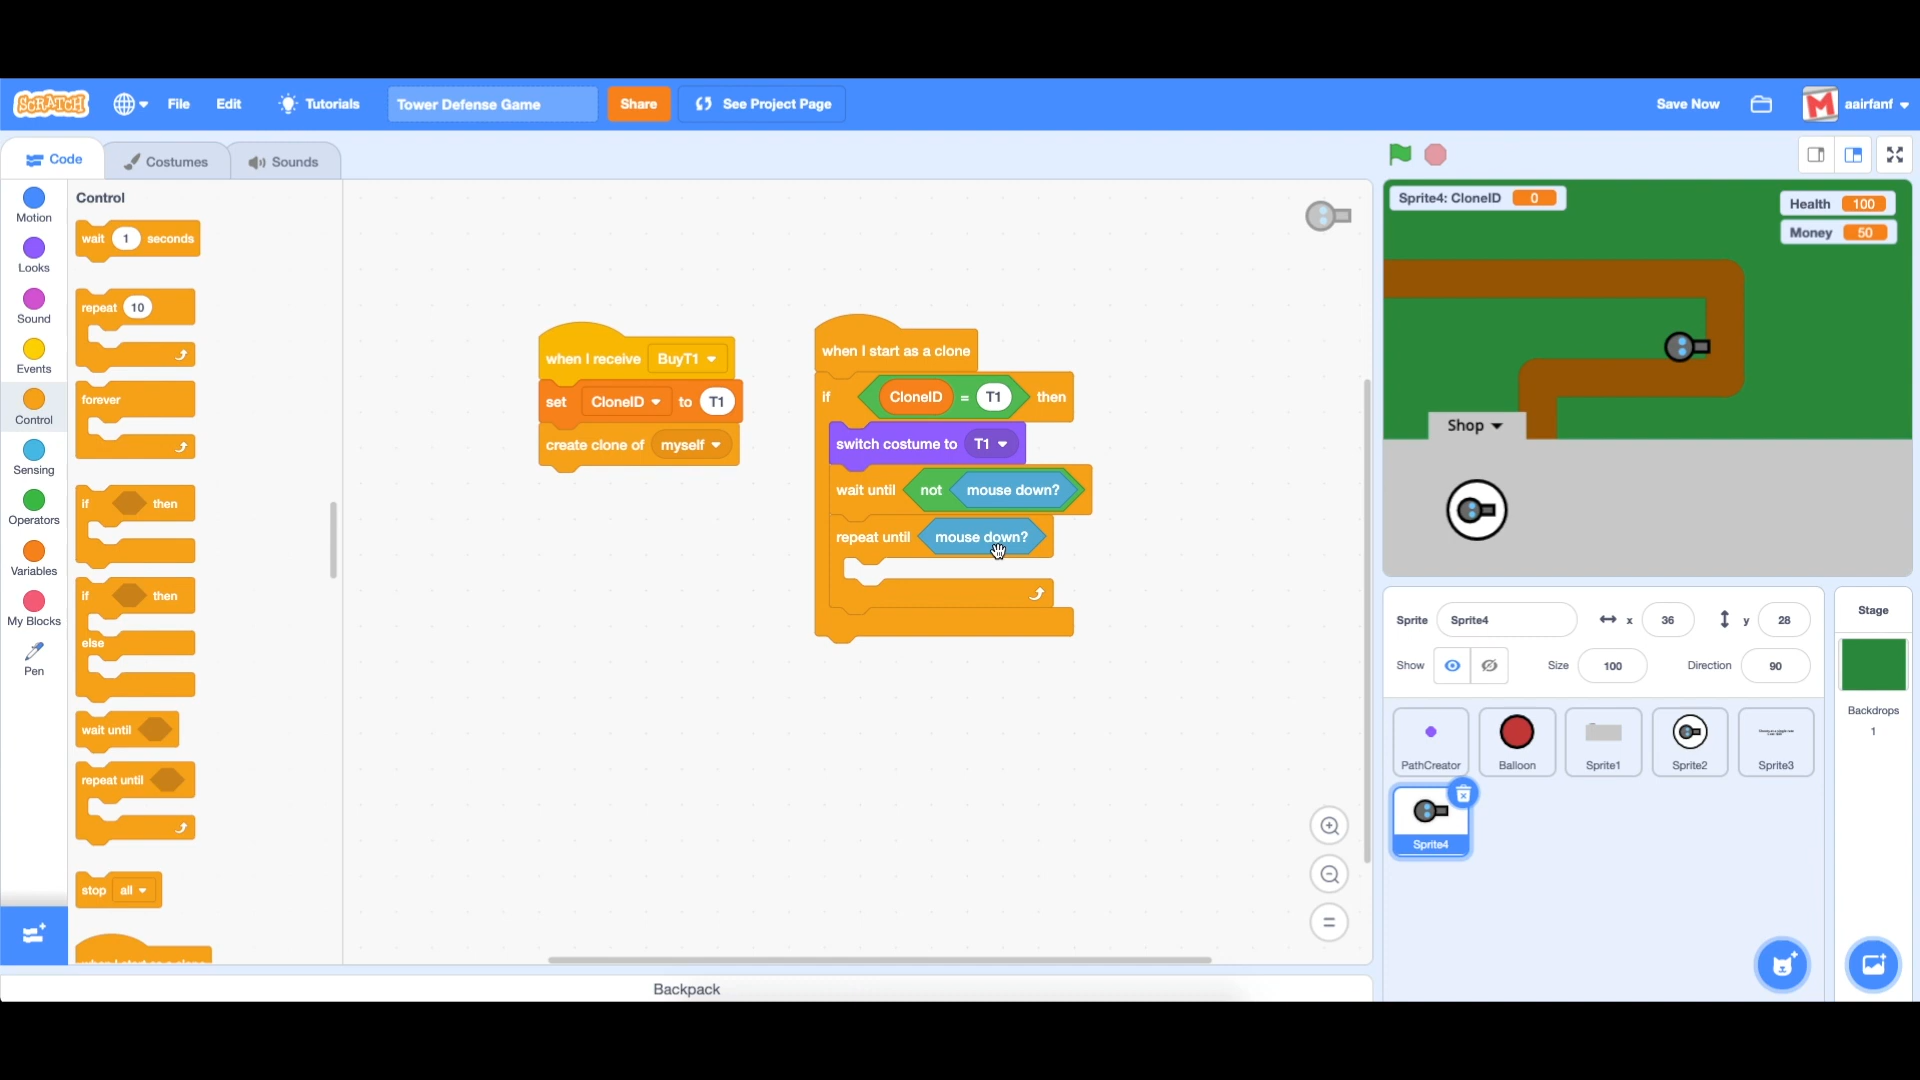 SCRATCH File Edit Tutorials Tower Defense Game Share See Project Page Save Now aairfanf
Code Costumes Sounds
Motion
Looks
Sound
Events
Control
Sensing
Operators
Variables
My Blocks
Pen
Control
wait 1 seconds
repeat 10
forever
if then
if then
else
wait until
repeat until
stop all
when I start as a clone
when I receive BuyT1
set CloneID to T1
create clone of myself
when I start as a clone
if CloneID = T1 then
switch costume to T1
wait until not mouse down?
repeat until mouse down?
Backpack
Sprite4: CloneID 0
Health 100
Money 50
Shop
Sprite Sprite4 x 36 y 28
Show Size 100 Direction 90
PathCreator Balloon Sprite1 Sprite2 Sprite3
Sprite4
Stage
Backdrops
1